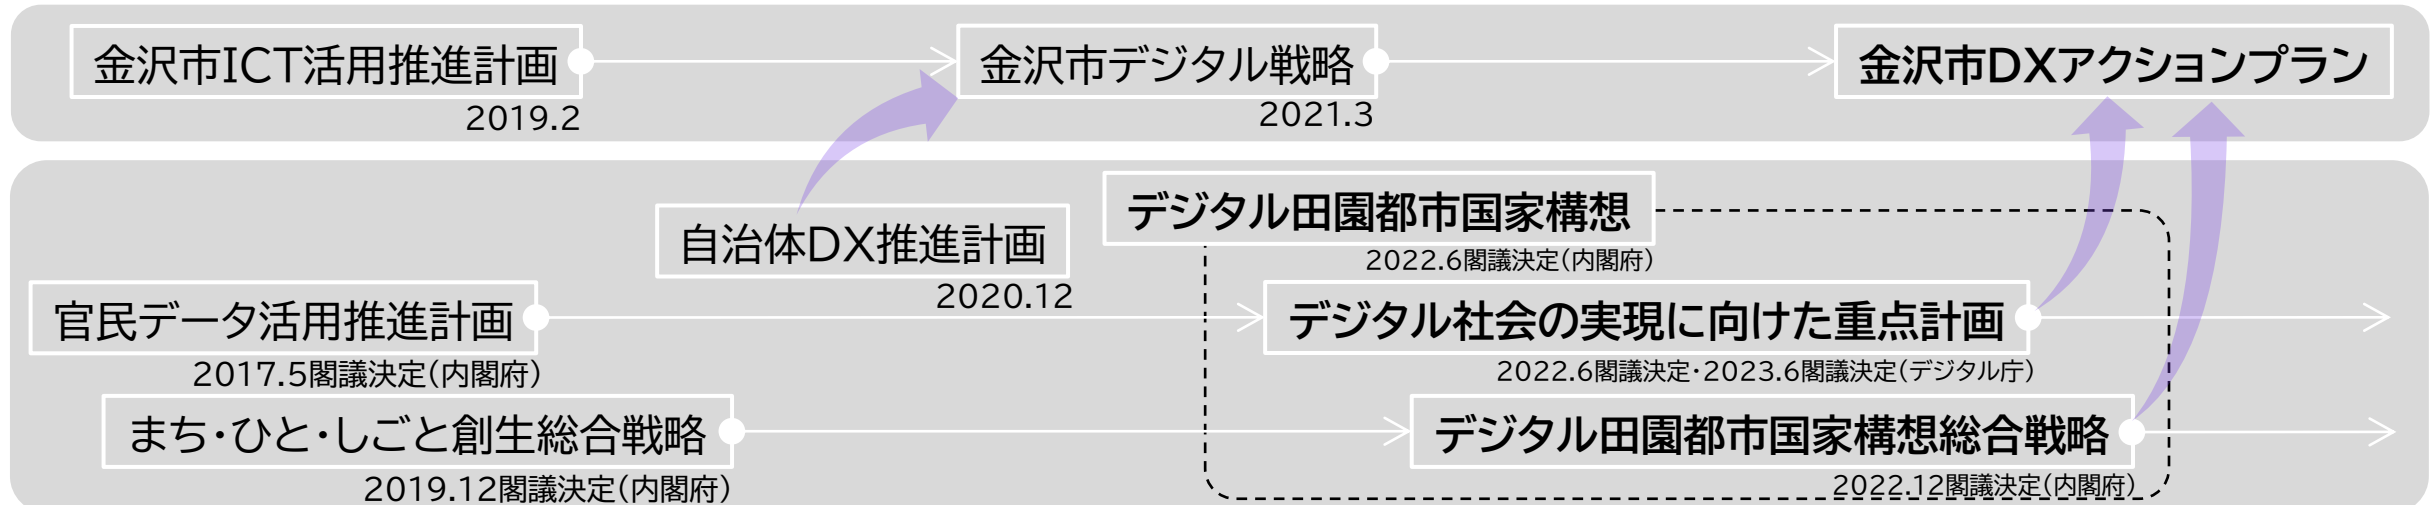 金沢市ICT活用推進計画
2019.2
金沢市デジタル戦略
2021.3
金沢市DXアクションプラン
自治体DX推進計画
2020.12
デジタル田園都市国家構想
2022.6閣議決定(内閣府)
官民データ活用推進計画
2017.5閣議決定(内閣府)
デジタル社会の実現に向けた重点計画
2022.6閣議決定・2023.6閣議決定(デジタル庁)
まち・ひと・しごと創生総合戦略
2019.12閣議決定(内閣府)
デジタル田園都市国家構想総合戦略
2022.12閣議決定(内閣府)